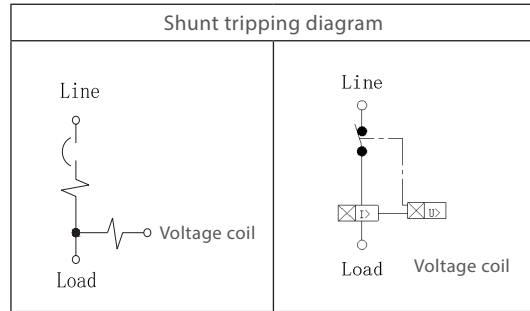 Shunt tripping diagram
Line
Voltage coil
Load
Line
I>
U>
Load
Voltage coil